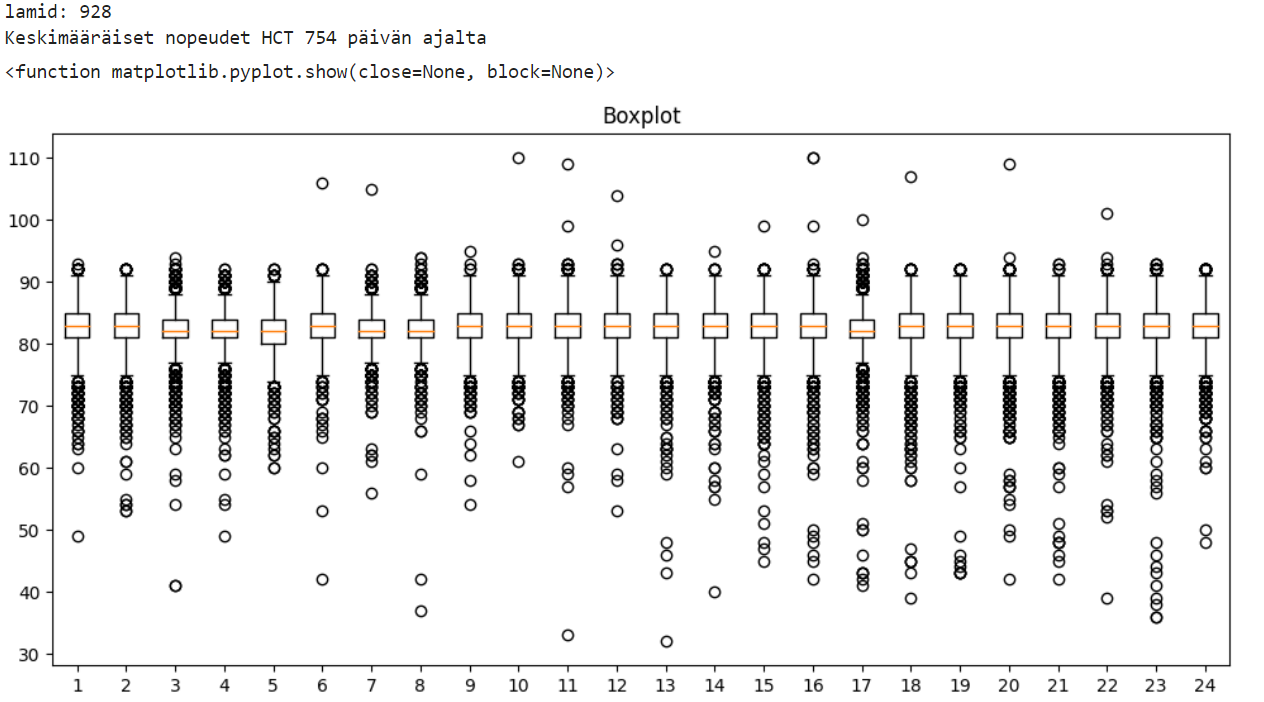 lamid: 928
Keskimääräiset nopeudet HCT 754 päivän ajalta
<function matplotlib.pyplot.show(close=None, block=None)>
Boxplot
110
100
90
80
70
60
50
40
30
1 2 3 4 5 6 7 8 9 10 11 12 13 14 15 16 17 18 19 20 21 22 23 24